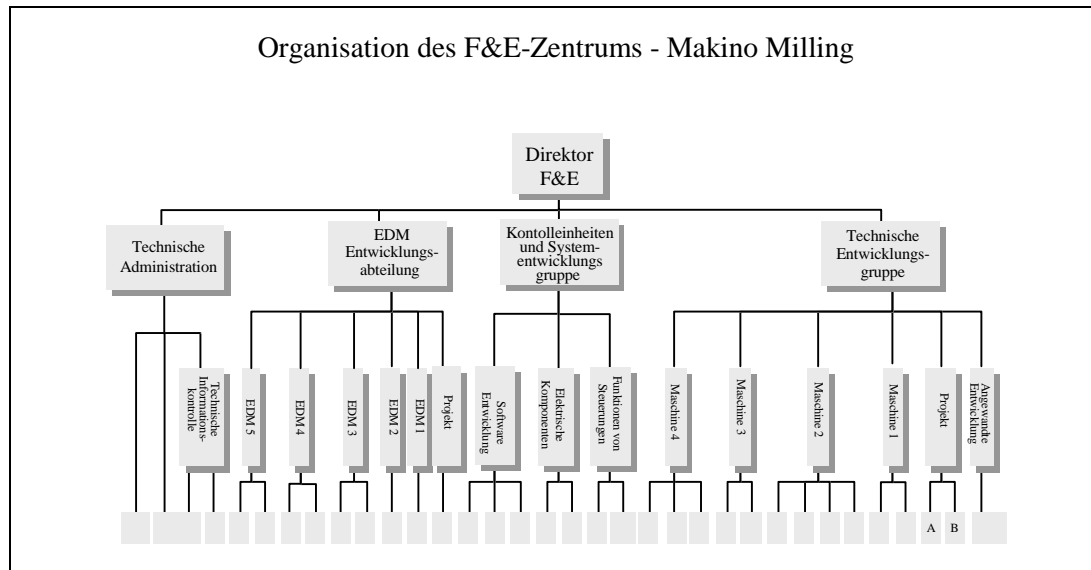 Organisation des F&E-Zentrums - Makino Milling
Direktor
F&E
Technische
Administration
EDM
Entwicklungs-
abteilung
Kontolleinheiten
und System-
entwicklungs
gruppe
Technische
Entwicklungs-
gruppe
Technische
Informations-
kontrolle
EDM 5
EDM 4
EDM 3
EDM 2
EDM 1
Projekt
Software
Entwicklung
Elektrische
Komponenten
Funktionen von
Steuerungen
Maschine 4
Maschine 3
Maschine 2
Maschine 1
Projekt
Angewandte
Entwicklung
A
B